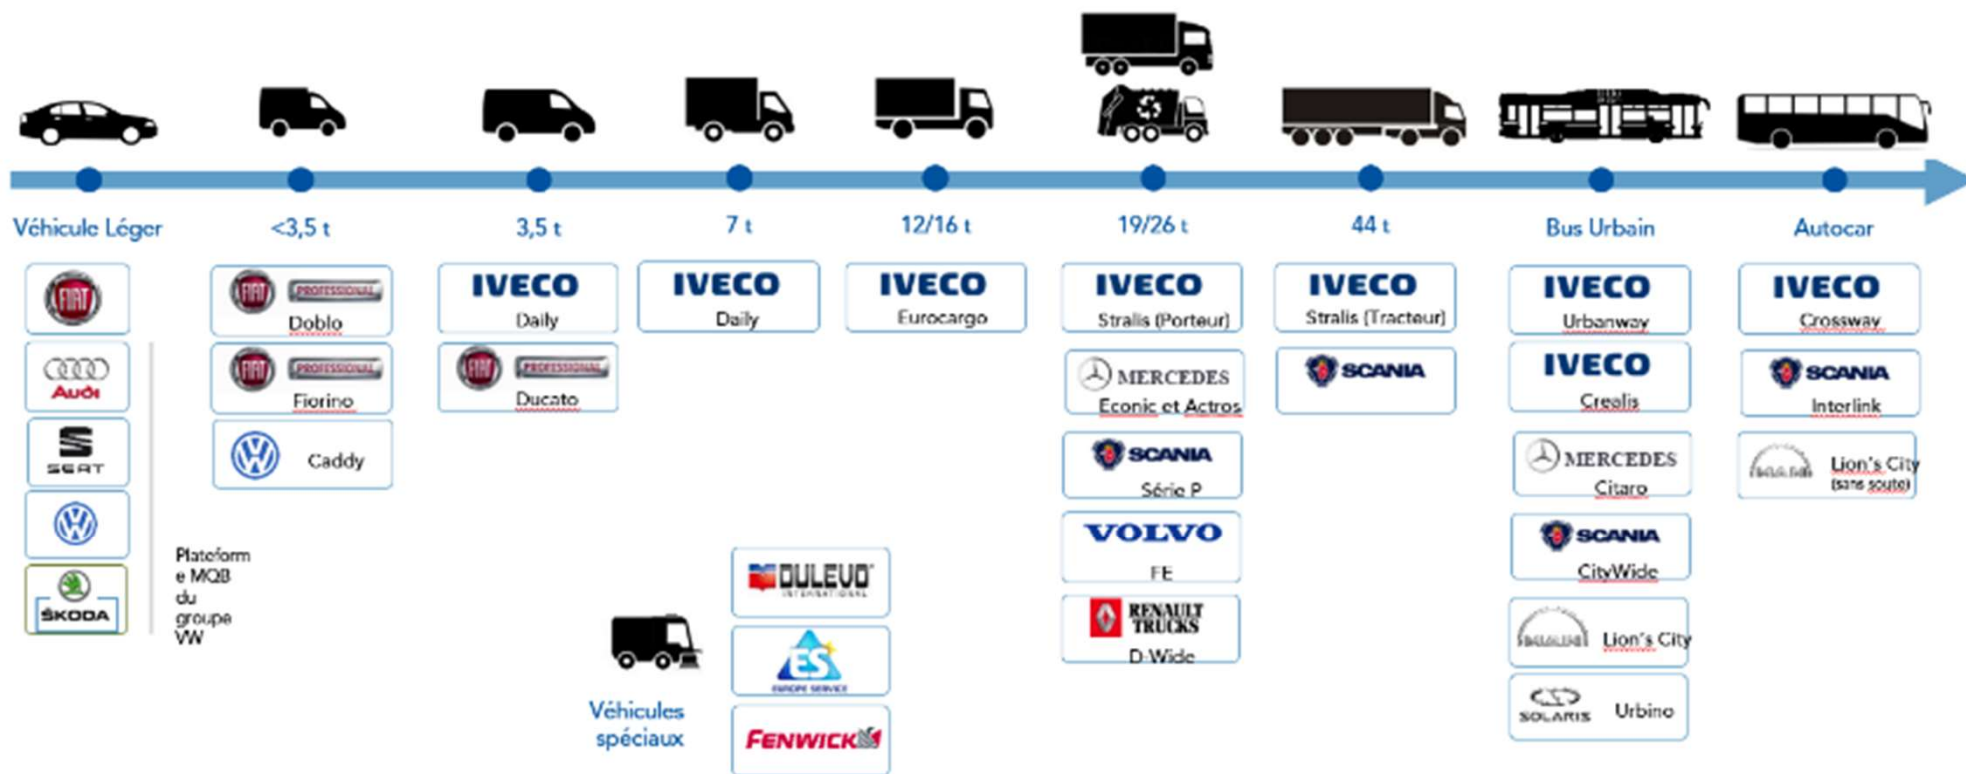 Véhicule Léger
<3,5 t
3,5 t
7 t
12/16 t
19/26 t
44 t
Bus Urbain
Autocar
FIAT
Audi
SEAT
VW
ŠKODA
Plateform
e MQB
du
groupe
VW
FIAT PROFESSIONAL
Doblo
FIAT PROFESSIONAL
Fiorino
VW Caddy
IVECO
Daily
FIAT PROFESSIONAL
Ducato
IVECO
Daily
IVECO
Eurocargo
IVECO
Stralis (Porteur)
MERCEDES
Econic et Actros
SCANIA
Série P
VOLVO
FE
RENAULT
TRUCKS
D-Wide
IVECO
Stralis (Tracteur)
SCANIA
IVECO
Urbanway
IVECO
Crealis
MERCEDES
Citaro
SCANIA
CityWide
Lion's City
SOLARIS Urbino
IVECO
Crossway
SCANIA
Interlink
Lion's City
(sans soute)
Véhicules
spéciaux
DULEVO
INTERNATIONAL
ES
EUROPE SERVICE
FENWICK